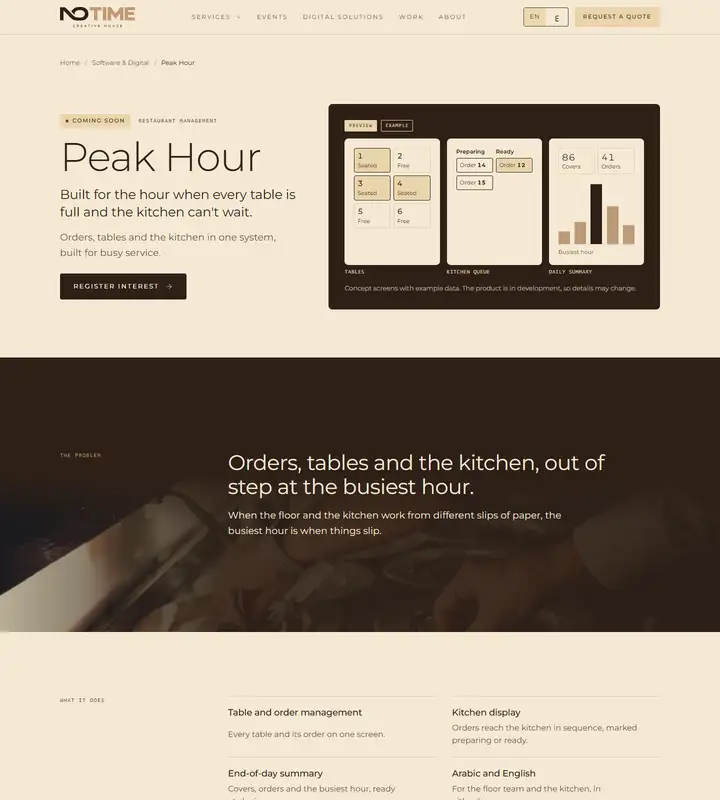 NOTIME
CREATIVE HOUSE
SERVICES
EVENTS
DIGITAL SOLUTIONS
WORK
ABOUT
EN
ع
REQUEST A QUOTE
Home / Software & Digital / Peak Hour
COMING SOON
RESTAURANT MANAGEMENT
Peak Hour
Built for the hour when every table is
full and the kitchen can't wait.
Orders, tables and the kitchen in one system,
built for busy service.
REGISTER INTEREST →
PREVIEW
EXAMPLE
1
Seated
2
Free
3
Seated
4
Seated
5
Free
6
Free
TABLES
Preparing
Ready
Order 14
Order 12
Order 15
KITCHEN QUEUE
86
Covers
41
Orders
Busiest hour
DAILY SUMMARY
Concept screens with example data. The product is in development, so details may change.
THE PROBLEM
Orders, tables and the kitchen, out of
step at the busiest hour.
When the floor and the kitchen work from different slips of paper, the
busiest hour is when things slip.
WHAT IT DOES
Table and order management
Every table and its order on one screen.
Kitchen display
Orders reach the kitchen in sequence, marked
preparing or ready.
End-of-day summary
Covers, orders and the busiest hour, ready
Arabic and English
For the floor team and the kitchen, in